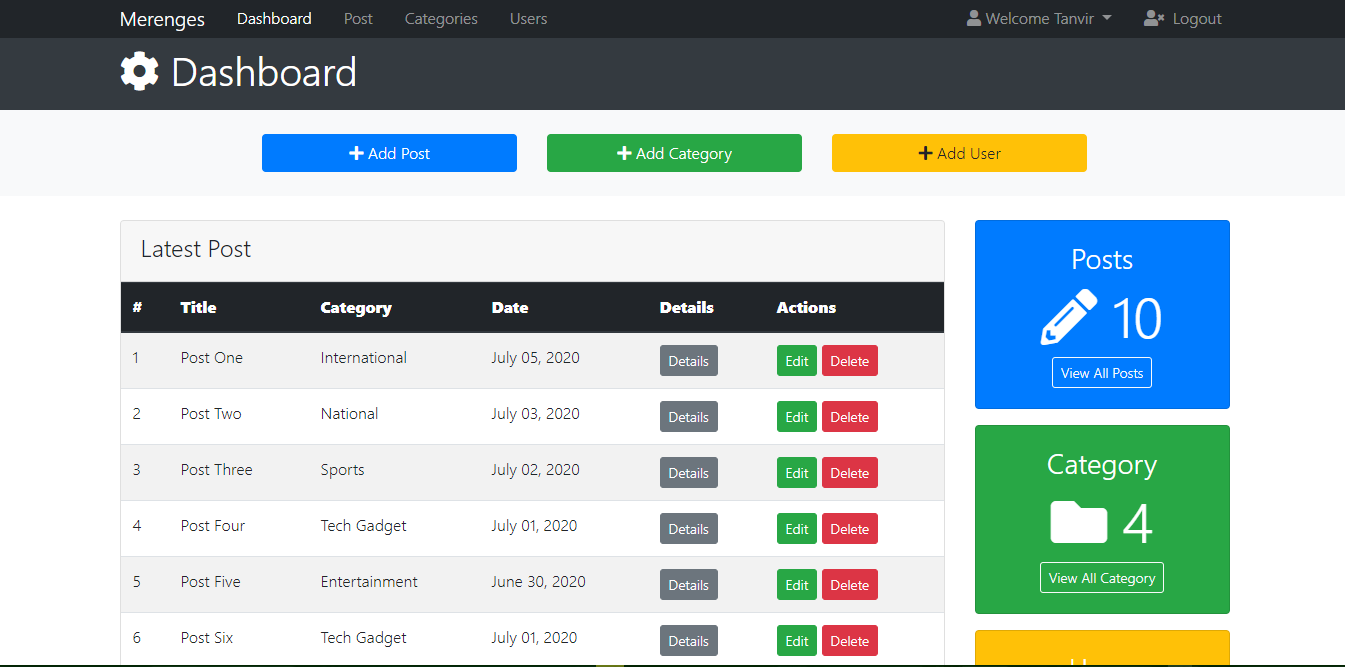 Merenges Dashboard Post Categories Users Welcome Tanvir Logout
Dashboard
Add Post Add Category Add User
Latest Post
# Title Category Date Details Actions
1 Post One International July 05, 2020 Details Edit Delete
2 Post Two National July 03, 2020 Details Edit Delete
3 Post Three Sports July 02, 2020 Details Edit Delete
4 Post Four Tech Gadget July 01, 2020 Details Edit Delete
5 Post Five Entertainment June 30, 2020 Details Edit Delete
6 Post Six Tech Gadget July 01, 2020 Details Edit Delete
Posts
10
View All Posts
Category
4
View All Category